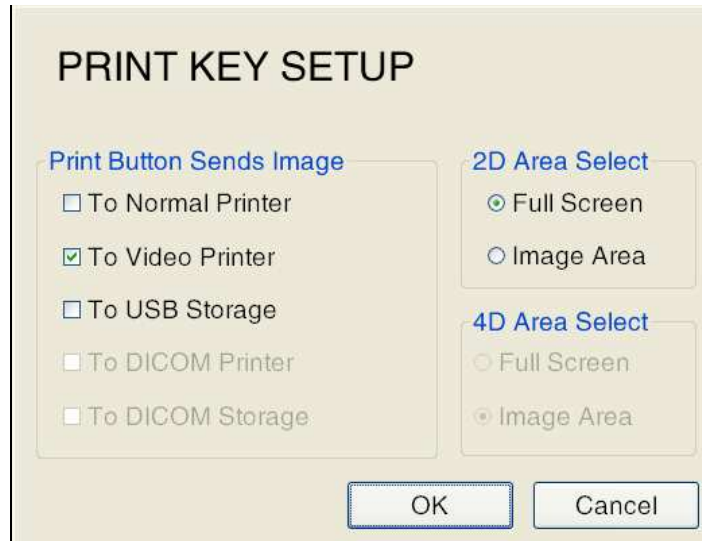 PRINT KEY SETUP
Print Button Sends Image
To Normal Printer
To Video Printer
To USB Storage
To DICOM Printer
To DICOM Storage
2D Area Select
Full Screen
Image Area
4D Area Select
Full Screen
Image Area
OK
Cancel